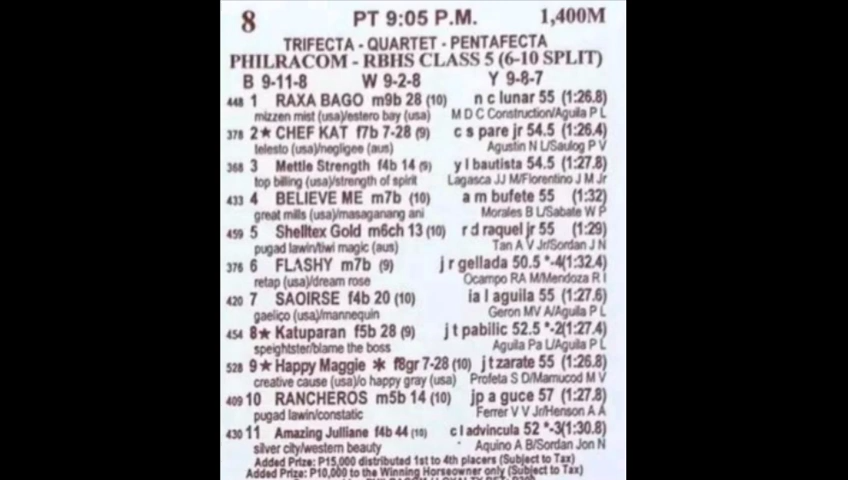 8 PT 9:05 P.M. 1,400M
TRIFECTA - QUARTET - PENTAFECTA
PHILRACOM - RBHS CLASS 5 (6-10 SPLIT)
B 9-11-8 W 9-2-8 Y 9-8-7
448 1 RAXA BAGO m9b 28 (10) n c lunar 55 (1:26.8)
mizzen mist (usa)/estero bay (usa) M D C Construction/Aguila P L
378 2★ CHEF KAT f7b 7-28 (9) c s pare jr 54.5 (1:26.4)
telesto (usa)/negligee (aus) Agustin N L/Saulog P V
368 3 Mettle Strength f4b 14 (9) y l bautista 54.5 (1:27.8)
top billing (usa)/strength of spirit Lagasca JJ M/Florentino J M Jr
433 4 BELIEVE ME m7b (10) a m bufete 55 (1:32)
great mills (usa)/masaganang ani Morales B L/Sabate W P
459 5 Shelltex Gold m6ch 13 (10) r d raquel jr 55 (1:29)
pugad lawin/tiwi magic (aus) Tan A V Jr/Sordan J N
376 6 FLASHY m7b (9) j r gellada 50.5 *-4(1:32.4)
retap (usa)/dream rose Ocampo RA M/Mendoza R I
420 7 SAOIRSE f4b 20 (10) ia l aguila 55 (1:27.6)
gaeliço (usa)/mannequin Geron MV A/Aguila P L
454 8★ Katuparan f5b 28 (9) j t pabilic 52.5 *-2(1:27.4)
speightster/blame the boss Aguila Pa L/Aguila P L
528 9★ Happy Maggie * f8gr 7-28 (10) j t zarate 55 (1:26.8)
creative cause (usa)/o happy gray (usa) Profeta S D/Mamucod M V
409 10 RANCHEROS m5b 14 (10) jp a guce 57 (1:27.8)
pugad lawin/constatic Ferrer V V Jr/Henson A A
430 11 Amazing Julliane f4b 44 (10) c l advincula 52 *-3(1:30.8)
silver city/western beauty Aquino A B/Sordan Jon N
Added Prize: P15,000 distributed 1st to 4th placers (Subject to Tax)
Added Prize: P10,000 to the Winning Horseowner only (Subject to Tax)